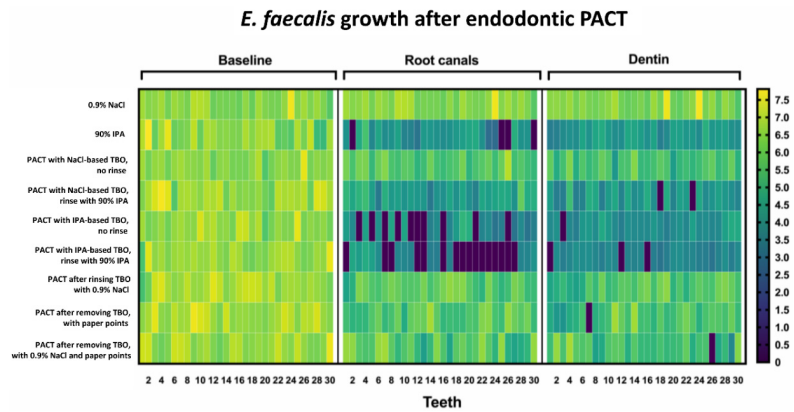 E. faecalis growth after endodontic PACT
Baseline
Root canals
Dentin
0.9% NaCl
90% IPA
PACT with NaCl-based TBO,
no rinse
PACT with NaCl-based TBO,
rinse with 90% IPA
PACT with IPA-based TBO,
no rinse
PACT with IPA-based TBO,
rinse with 90% IPA
PACT after rinsing TBO
with 0.9% NaCl
PACT after removing TBO,
with paper points
PACT after removing TBO,
with 0.9% NaCl and paper points
7.5
7.0
6.5
6.0
5.5
5.0
4.5
4.0
3.5
3.0
2.5
2.0
1.5
1.0
0.5
0
2 4 6 8 10 12 14 16 18 20 22 24 26 28 30
2 4 6 8 10 12 14 16 18 20 22 24 26 28 30
2 4 6 8 10 12 14 16 18 20 22 24 26 28 30
Teeth